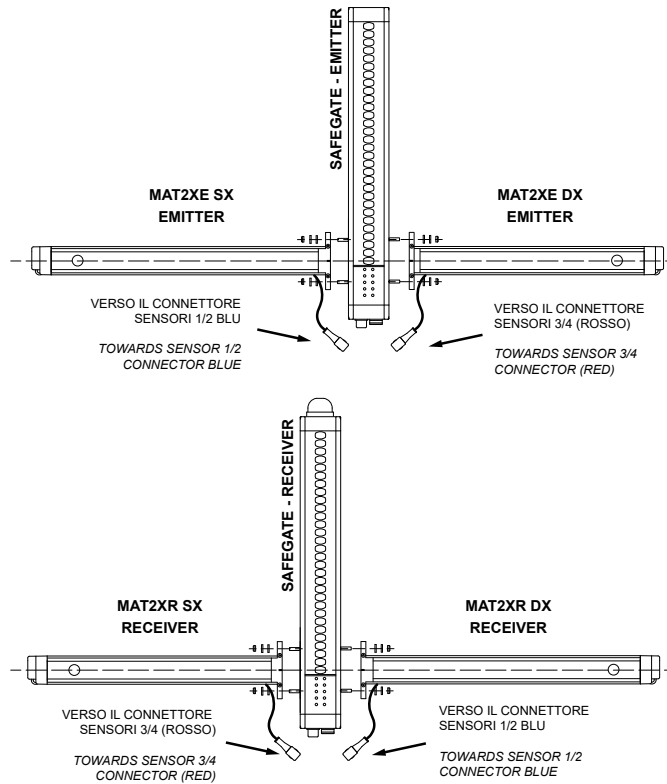 SAFEGATE - EMITTER
MAT2XE SX
EMITTER
MAT2XE DX
EMITTER
VERSO IL CONNETTORE
SENSORI 1/2 BLU
TOWARDS SENSOR 1/2
CONNECTOR BLUE
VERSO IL CONNETTORE
SENSORI 3/4 (ROSSO)
TOWARDS SENSOR 3/4
CONNECTOR (RED)
SAFEGATE - RECEIVER
MAT2XR SX
RECEIVER
MAT2XR DX
RECEIVER
VERSO IL CONNETTORE
SENSORI 3/4 (ROSSO)
TOWARDS SENSOR 3/4
CONNECTOR (RED)
VERSO IL CONNETTORE
SENSORI 1/2 BLU
TOWARDS SENSOR 1/2
CONNECTOR BLUE